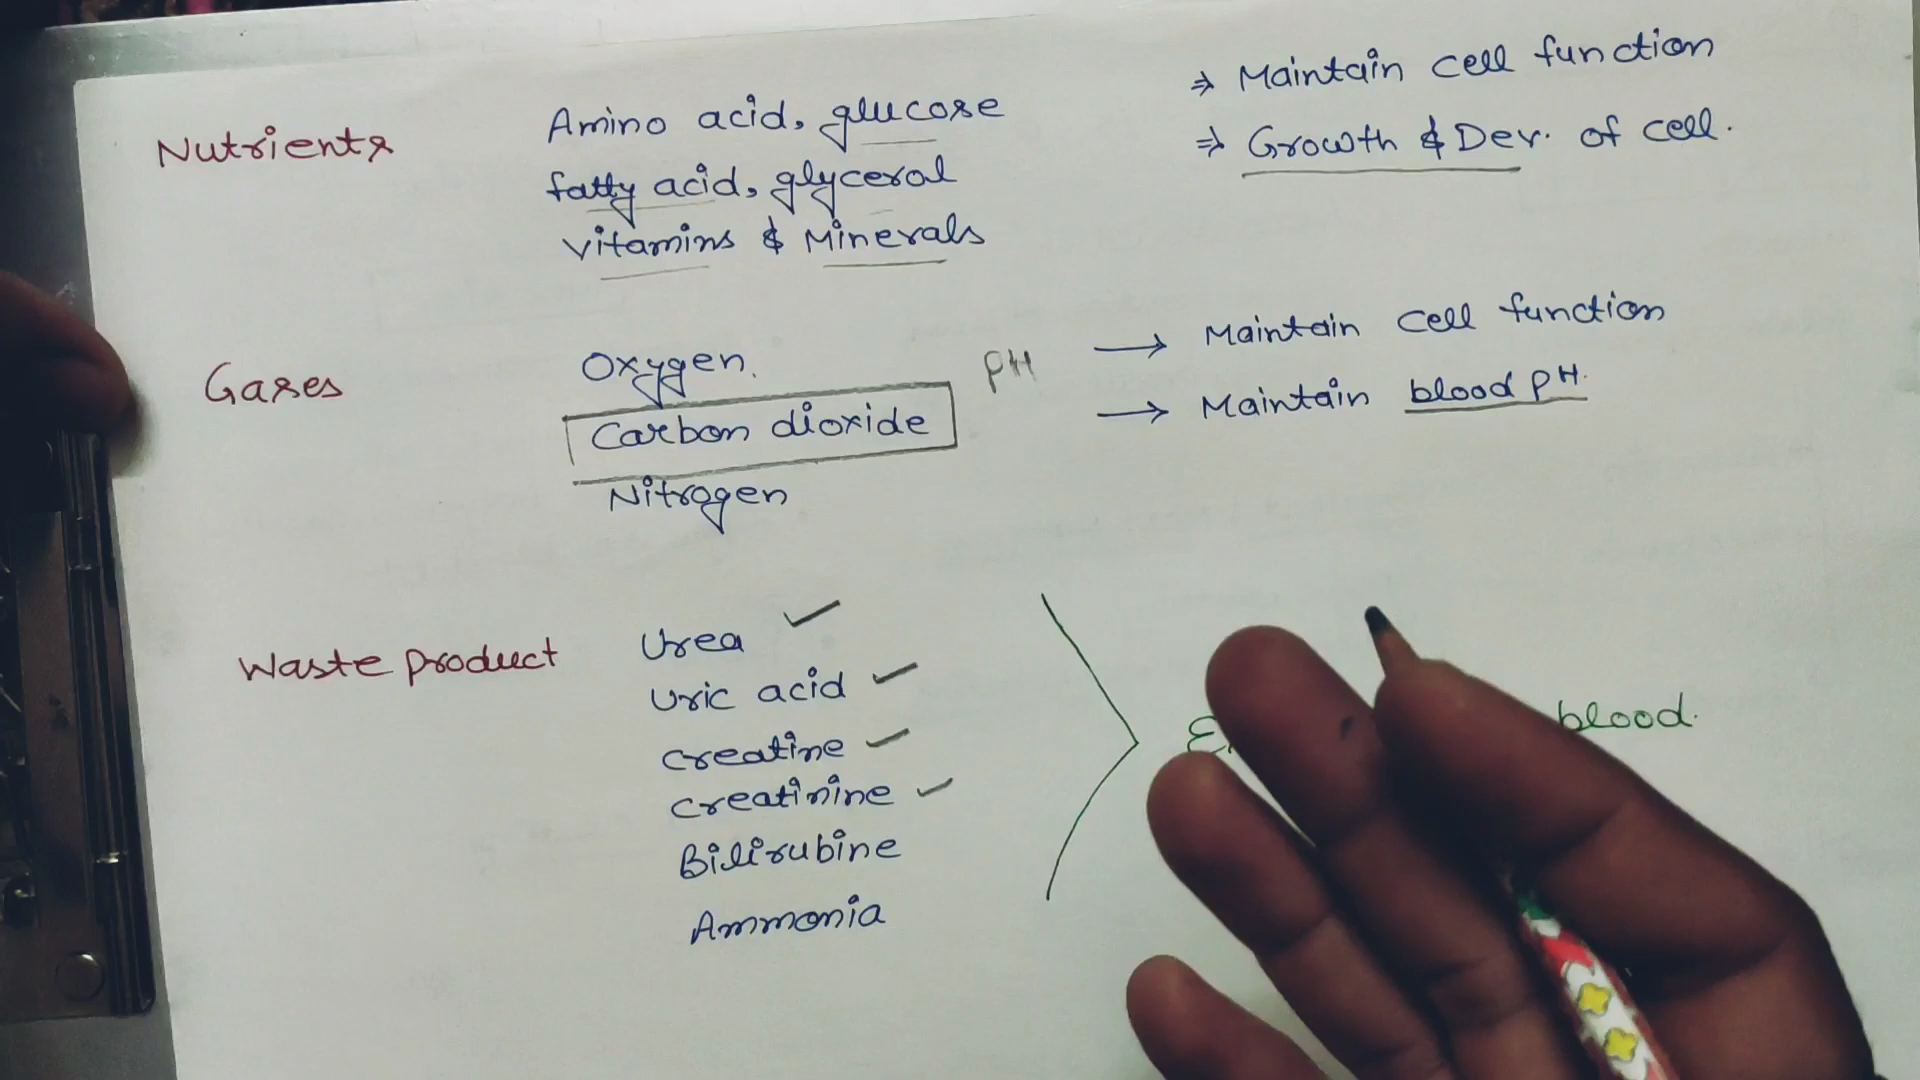 Nutrients
Amino acid, glucose
fatty acid, glycerol
vitamins & Minerals
⇒ Maintain cell function
⇒ Growth & Dev. of cell.
Gases
Oxygen.
Carbon dioxide
Nitrogen
PH
→ Maintain cell function
→ Maintain blood PH.
Waste product
Urea ✓
Uric acid ✓
creatine ✓
creatinine ✓
Bilirubine
Ammonia
blood.